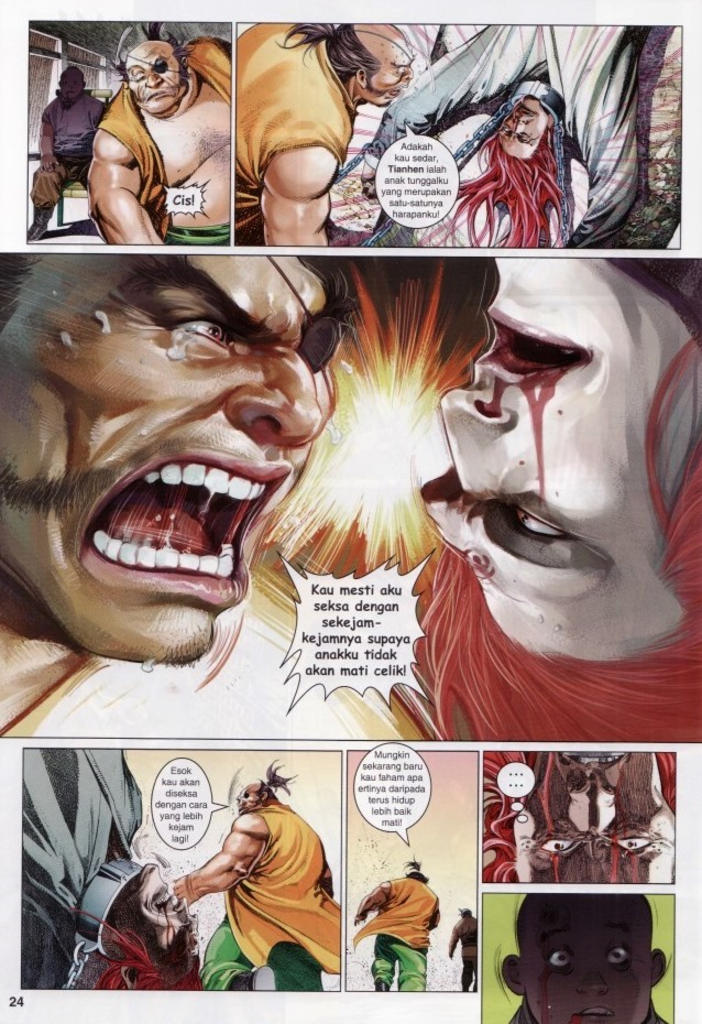 Cis!
Adakah
kau sedar,
Tianhen ialah
anak tunggalku
yang merupakan
satu-satunya
harapanku!
Kau mesti aku
seksa dengan
sekejam-
kejamnya supaya
anakku tidak
akan mati celik!
Esok
kau akan
diseksa
dengan cara
yang lebih
kejam
lagi!
Mungkin
sekarang baru
kau faham apa
ertinya daripada
terus hidup
lebih baik
mati!
...
...
24